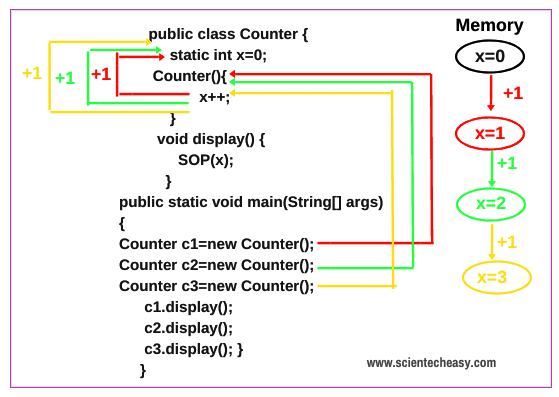 public class Counter {
static int x=0;
Counter(){
x++;
}
void display() {
SOP(x);
}
public static void main(String[] args)
{
Counter c1=new Counter();
Counter c2=new Counter();
Counter c3=new Counter();
c1.display();
c2.display();
c3.display(); }
}
+1
+1
+1
Memory
x=0
+1
x=1
+1
x=2
+1
x=3
www.scientecheasy.com